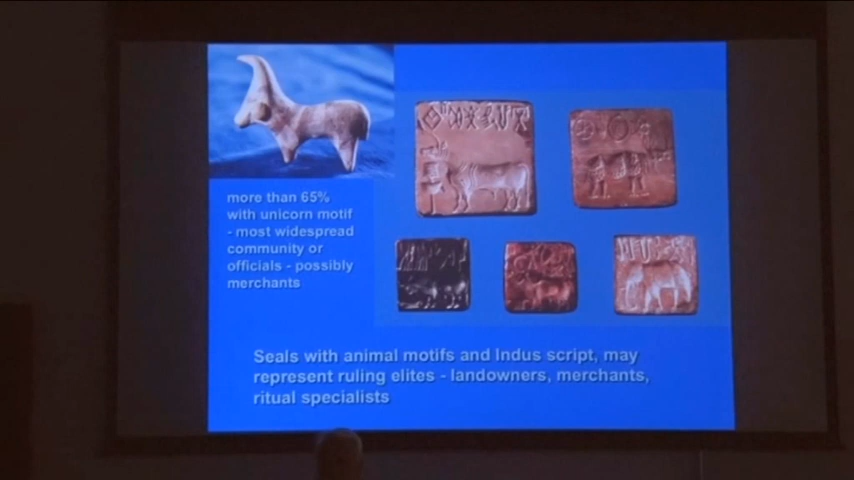 more than 65%
with unicorn motif
- most widespread
community or
officials - possibly
merchants
Seals with animal motifs and Indus script, may
represent ruling elites - landowners, merchants,
ritual specialists